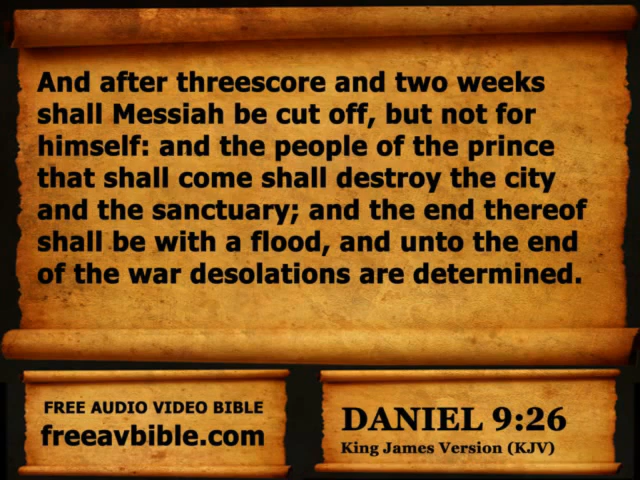 And after threescore and two weeks
shall Messiah be cut off, but not for
himself: and the people of the prince
that shall come shall destroy the city
and the sanctuary; and the end thereof
shall be with a flood, and unto the end
of the war desolations are determined.
FREE AUDIO VIDEO BIBLE
freeavbible.com
DANIEL 9:26
King James Version (KJV)